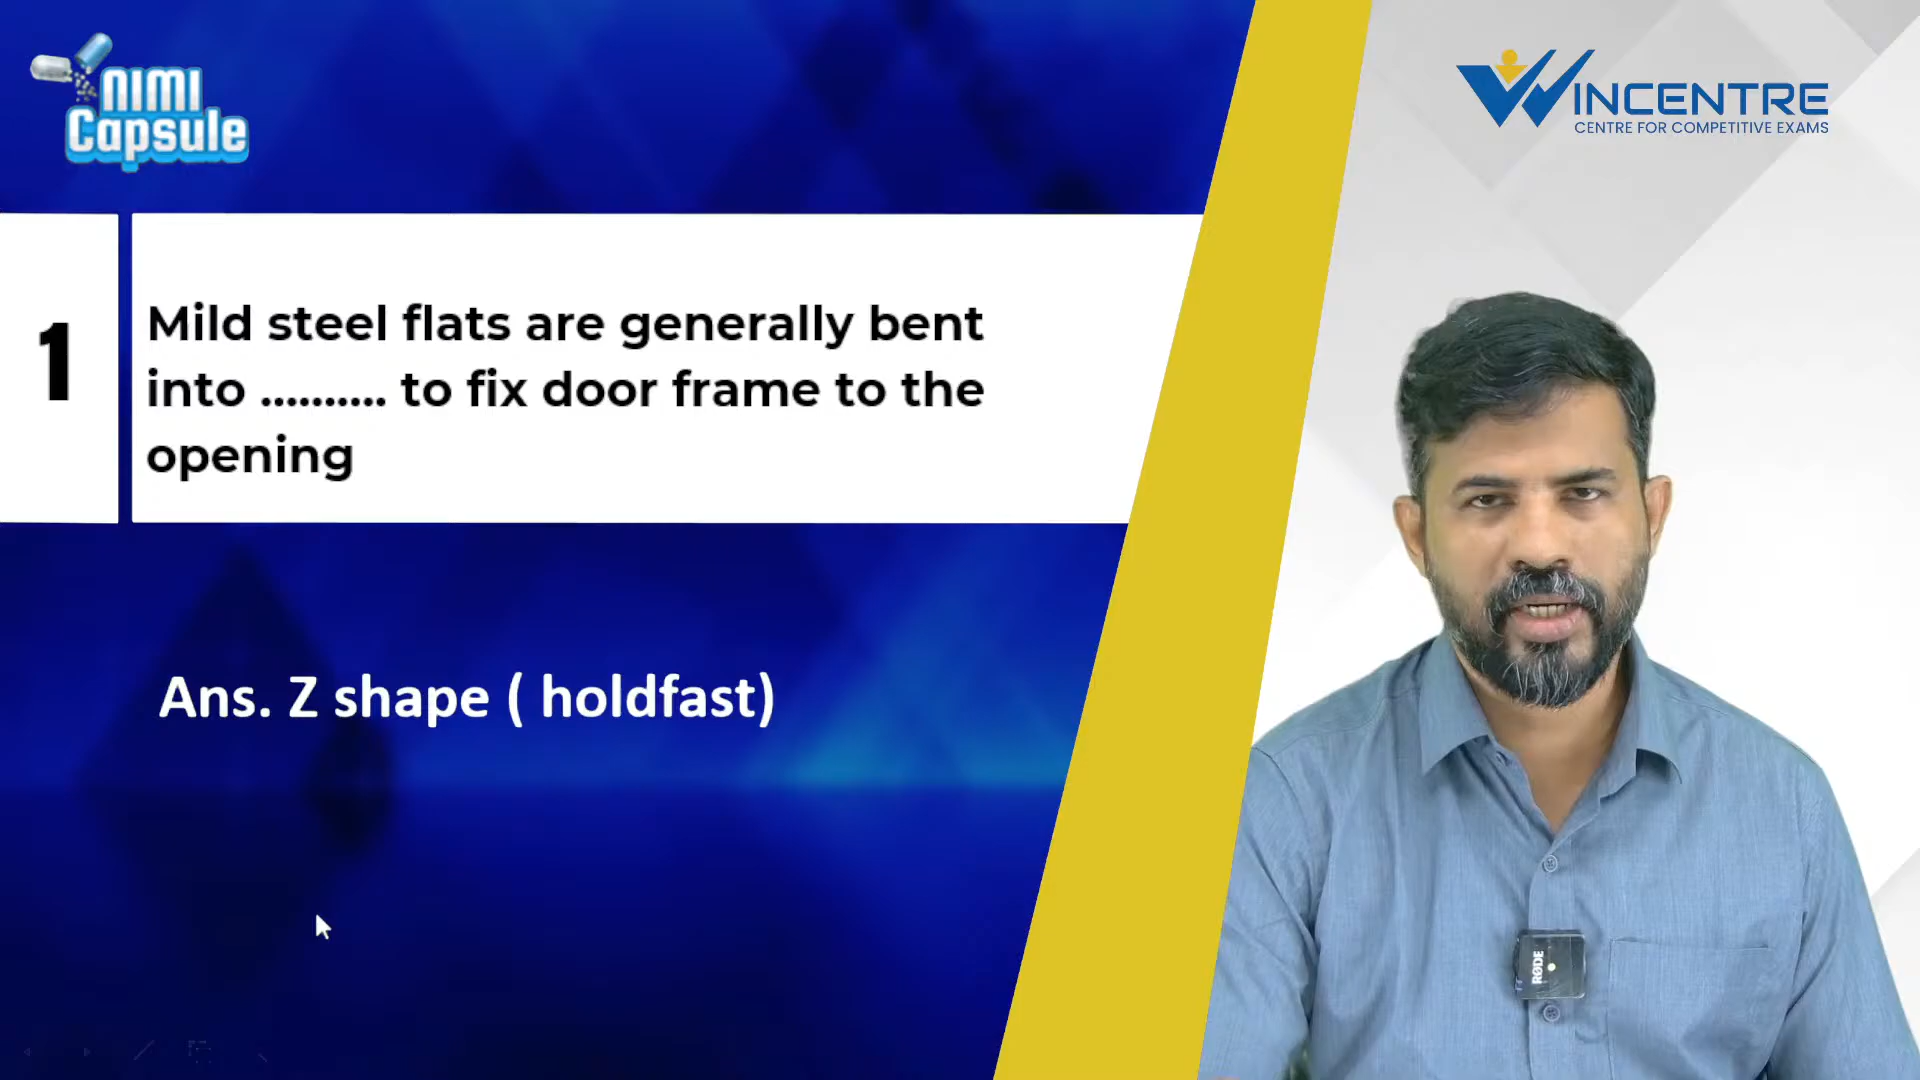 NIMI
Capsule
WINCENTRE
CENTRE FOR COMPETITIVE EXAMS
1
Mild steel flats are generally bent
into .......... to fix door frame to the
opening
Ans. Z shape ( holdfast)
RØDE